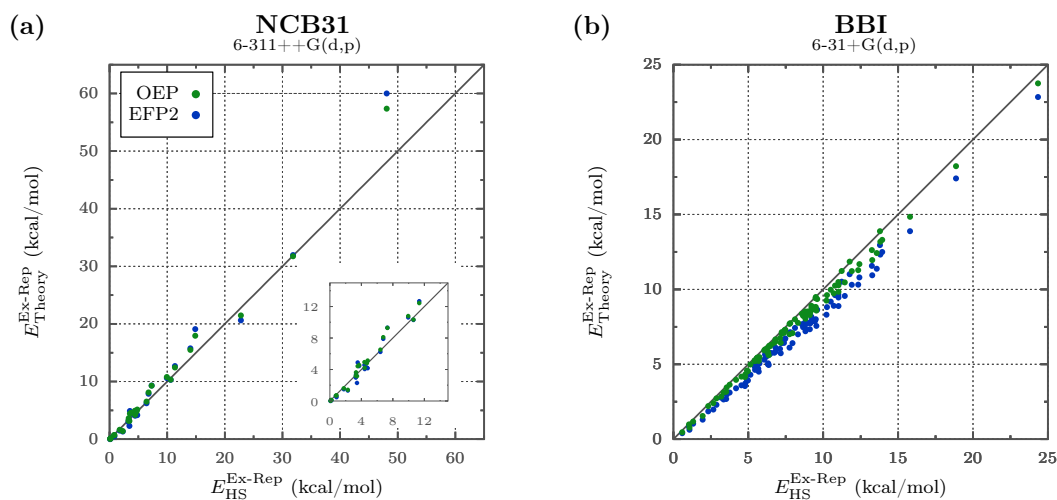 (a)
NCB31
6-311++G(d,p)
OEP
EFP2
60
50
40
30
20
10
0
E_Theory^Ex-Rep (kcal/mol)
0 10 20 30 40 50 60
E_HS^Ex-Rep (kcal/mol)
12
8
4
0
0 4 8 12
(b)
BBI
6-31+G(d,p)
25
20
15
10
5
0
E_Theory^Ex-Rep (kcal/mol)
0 5 10 15 20 25
E_HS^Ex-Rep (kcal/mol)